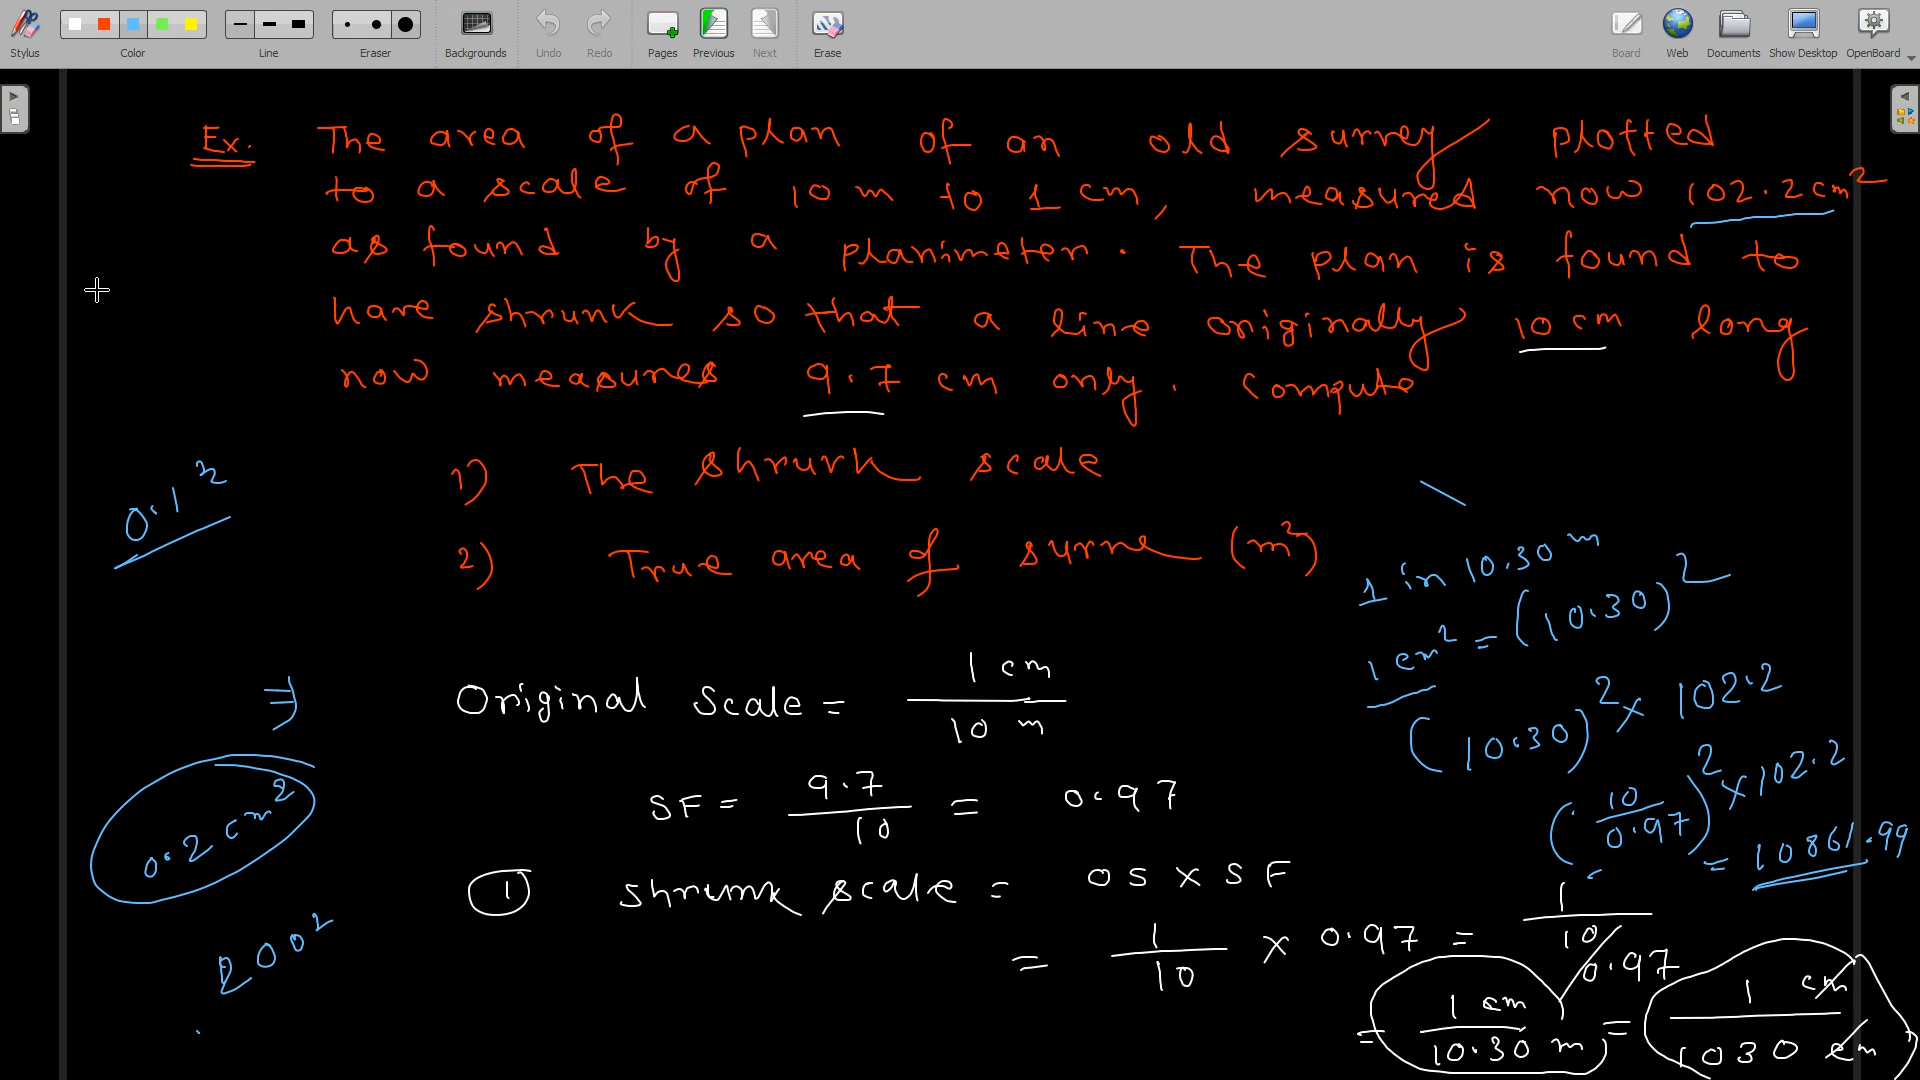 Stylus Color Line Eraser Backgrounds Undo Redo Pages Previous Next Erase Board Web Documents Show Desktop OpenBoard
Ex. The area of a plan of an old survey plotted
to a scale of 10 m to 1 cm, measured now 102.2 cm²
as found by a planimeter. The plan is found to
have shrunk so that a line originally 10 cm long
now measures 9.7 cm only. Compute
1) The shrunk scale
2) True area of surve (m²)
0.1²
1 in 10.30 m
1 cm² = (10.30)²
(10.30)² × 102.2
(10/0.97)² × 102.2
= 10861.99
Original Scale = 1 cm / 10 m
SF = 9.7 / 10 = 0.97
0.2 cm²
200²
① Shrunk scale = OS × SF
= 1/10 × 0.97 = 1 / 10/0.97
= 1 cm / 10.30 m = 1 cm / 1030 cm